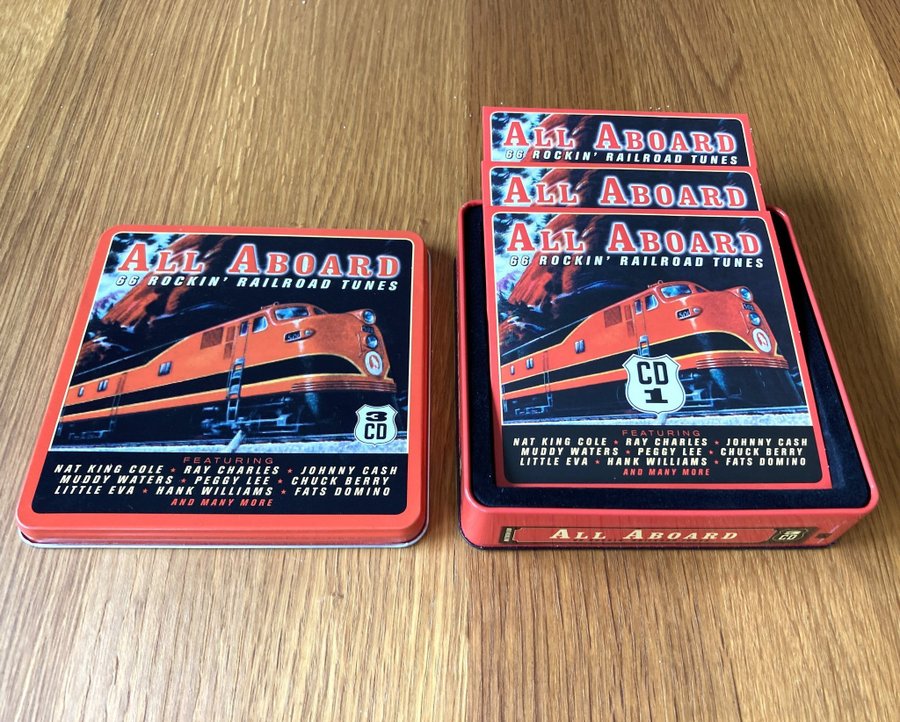 ALL ABOARD
66 ROCKIN' RAILROAD TUNES
3
CD
FEATURING
NAT KING COLE ★ RAY CHARLES ★ JOHNNY CASH
MUDDY WATERS ★ PEGGY LEE ★ CHUCK BERRY
LITTLE EVA ★ HANK WILLIAMS ★ FATS DOMINO
AND MANY MORE
ALL ABOARD
66 ROCKIN' RAILROAD TUNES
ALL ABOARD
ALL ABOARD
66 ROCKIN' RAILROAD TUNES
CD
1
FEATURING
NAT KING COLE ★ RAY CHARLES ★ JOHNNY CASH
MUDDY WATERS ★ PEGGY LEE ★ CHUCK BERRY
LITTLE EVA ★ HANK WILLIAMS ★ FATS DOMINO
AND MANY MORE
ALL ABOARD
3
CD